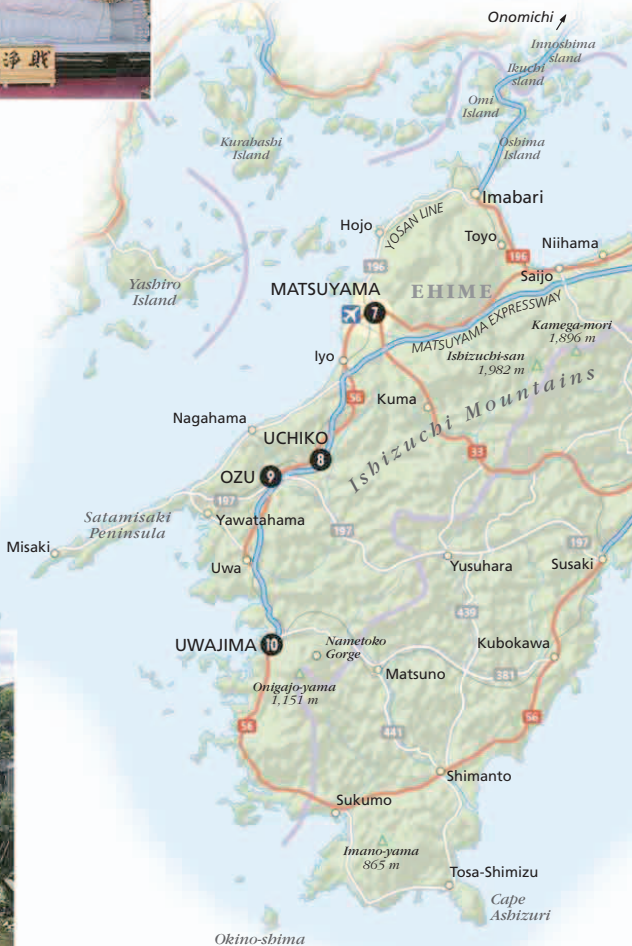 浄財
Onomichi
Innoshima
sland
Ikuchi
sland
Omi
Island
Oshima
Island
Kurahashi
Island
Imabari
Hojo
YOSAN LINE
Toyo
Niihama
196
196
Saijo
Yashiro
Island
MATSUYAMA
EHIME
7
MATSUYAMA EXPRESSWAY
Kamega-mori
1,896 m
Iyo
Ishizuchi-san
1,982 m
56
Kuma
Ishizuchi Mountains
Nagahama
UCHIKO
8
33
OZU
9
197
Satamisaki
Peninsula
Yawatahama
197
197
Misaki
Uwa
Yusuhara
Susaki
439
UWAJIMA
10
Nametoko
Gorge
Kubokawa
Matsuno
381
Onigajo-yama
1,151 m
56
56
441
Shimanto
Sukumo
Imano-yama
865 m
Tosa-Shimizu
Cape
Ashizuri
Okino-shima